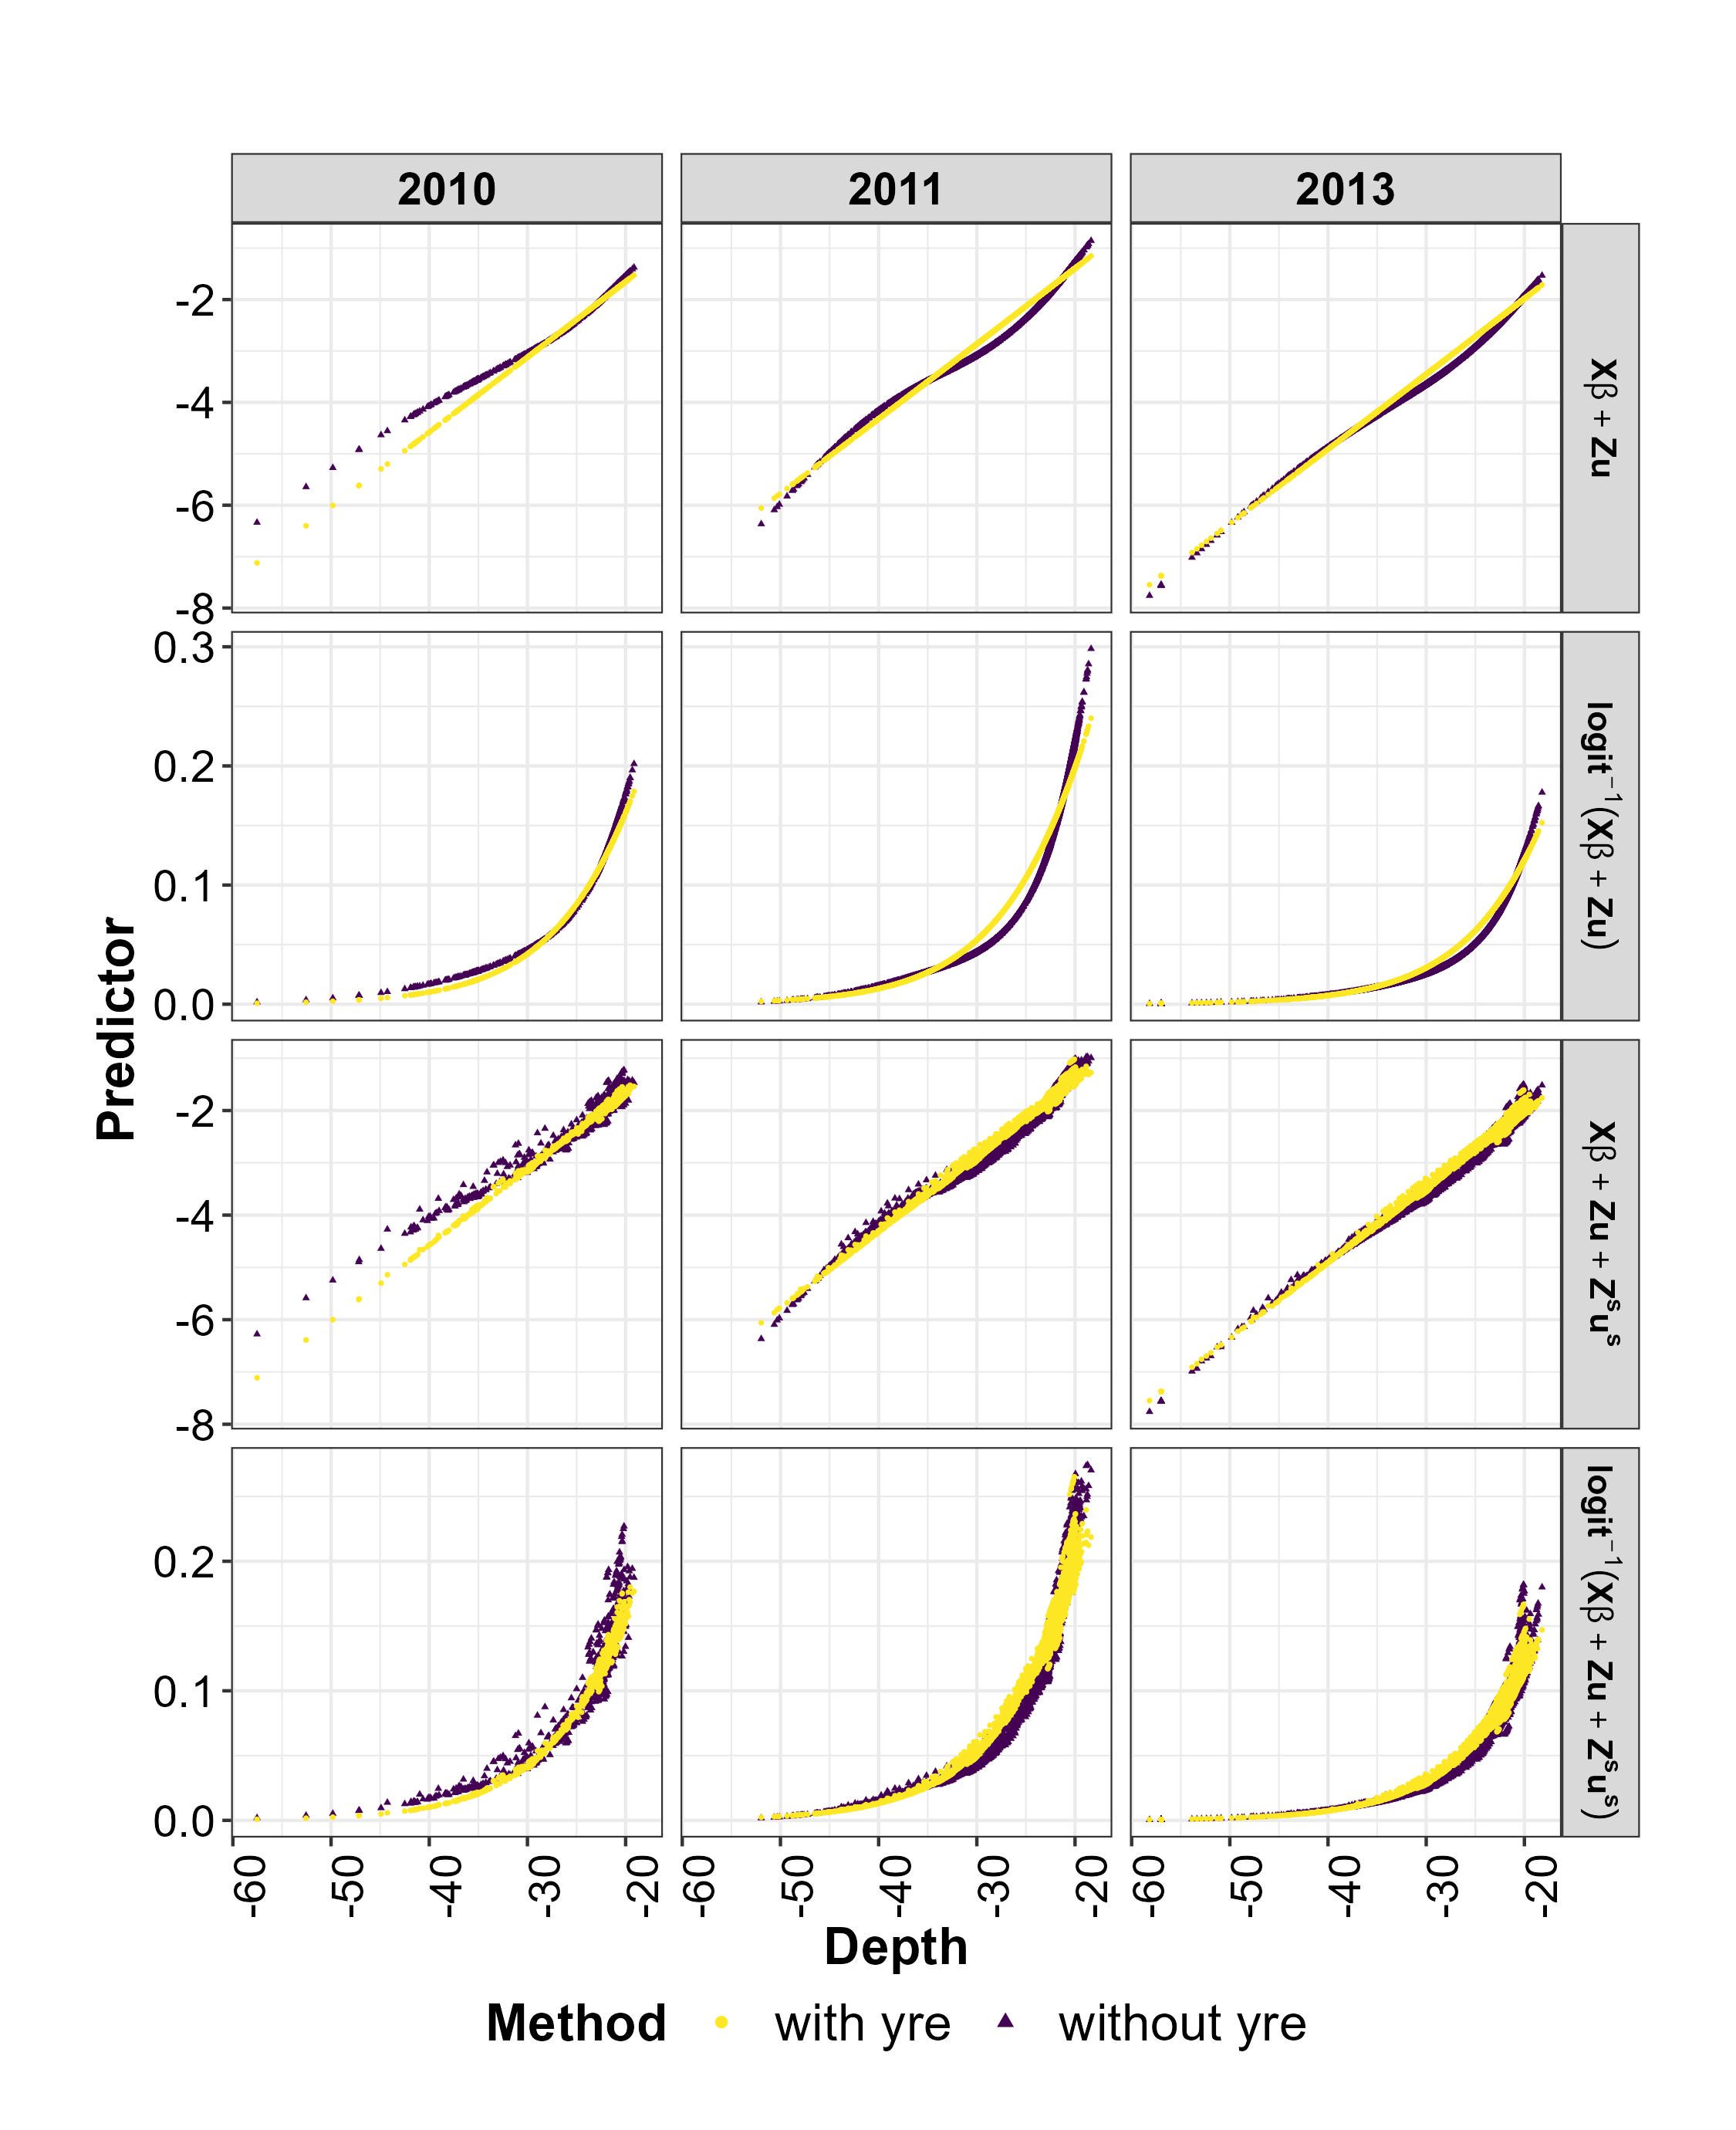 2010 2011 2013
Predictor
-2
-4
-6
-8
Xβ + Zu
0.3
0.2
0.1
0.0
logit⁻¹(Xβ + Zu)
-2
-4
-6
-8
Xβ + Zu + Zˢuˢ
0.2
0.1
0.0
logit⁻¹(Xβ + Zu + Zˢuˢ)
-60 -50 -40 -30 -20 -60 -50 -40 -30 -20 -60 -50 -40 -30 -20
Depth
Method with yre without yre